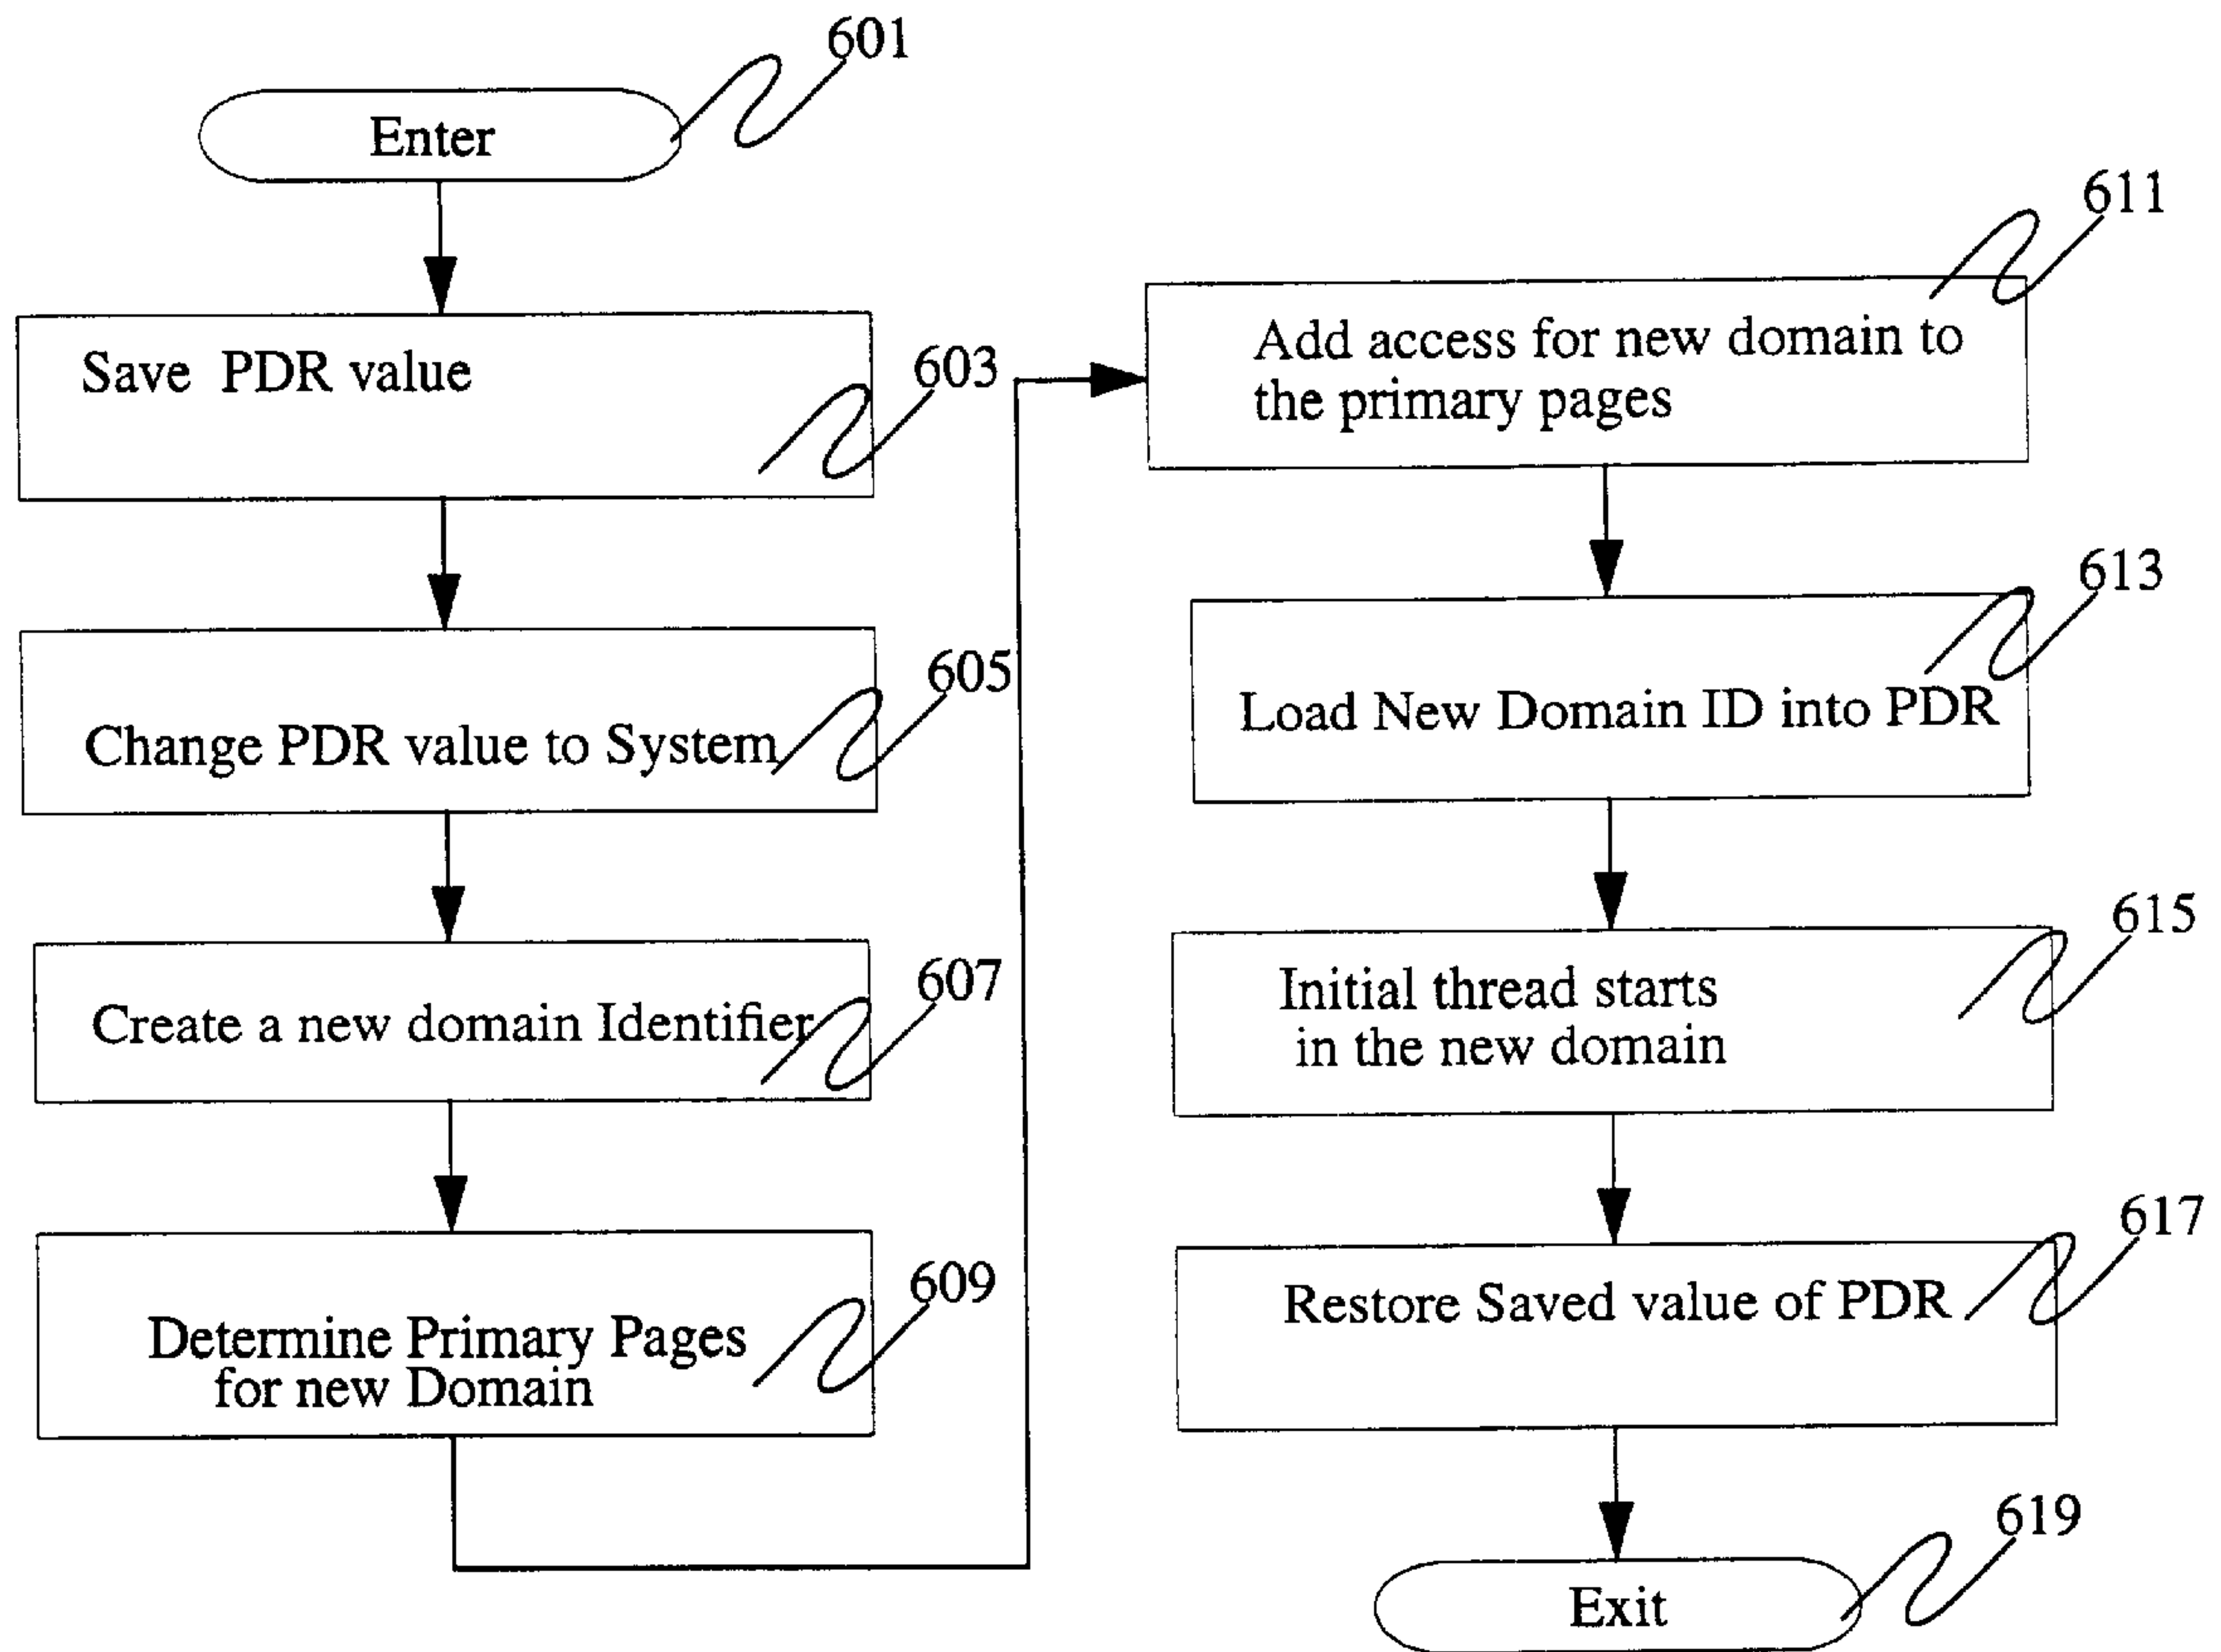 601
Enter
Save PDR value
603
Change PDR value to System
605
Create a new domain Identifier
607
Determine Primary Pages
for new Domain
609
611
Add access for new domain to
the primary pages
613
Load New Domain ID into PDR
615
Initial thread starts
in the new domain
617
Restore Saved value of PDR
619
Exit